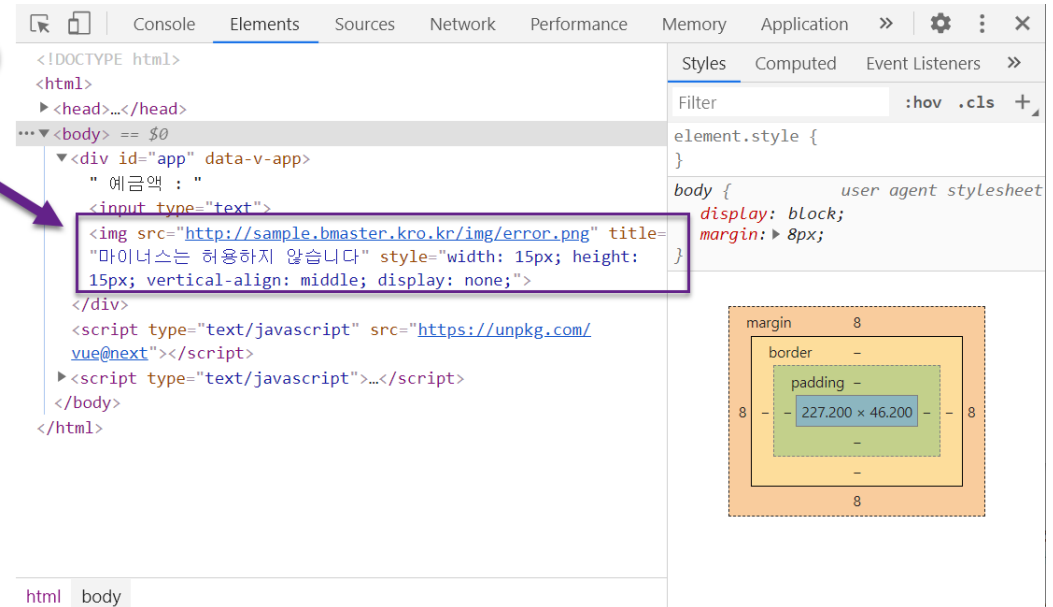 Console Elements Sources Network Performance Memory Application »
<!DOCTYPE html>
<html>
▶<head>…</head>
•••▼<body> == $0
▼<div id="app" data-v-app>
" 예금액 : "
<input type="text">
<img src="http://sample.bmaster.kro.kr/img/error.png" title=
"마이너스는 허용하지 않습니다" style="width: 15px; height:
15px; vertical-align: middle; display: none;">
</div>
<script type="text/javascript" src="https://unpkg.com/
vue@next"></script>
▶<script type="text/javascript">…</script>
</body>
</html>
html body
Styles Computed Event Listeners »
Filter :hov .cls +
element.style {
}
body { user agent stylesheet
display: block;
margin:▶ 8px;
}
margin 8
border –
padding –
8 – – 227.200 × 46.200 – – 8
–
–
8